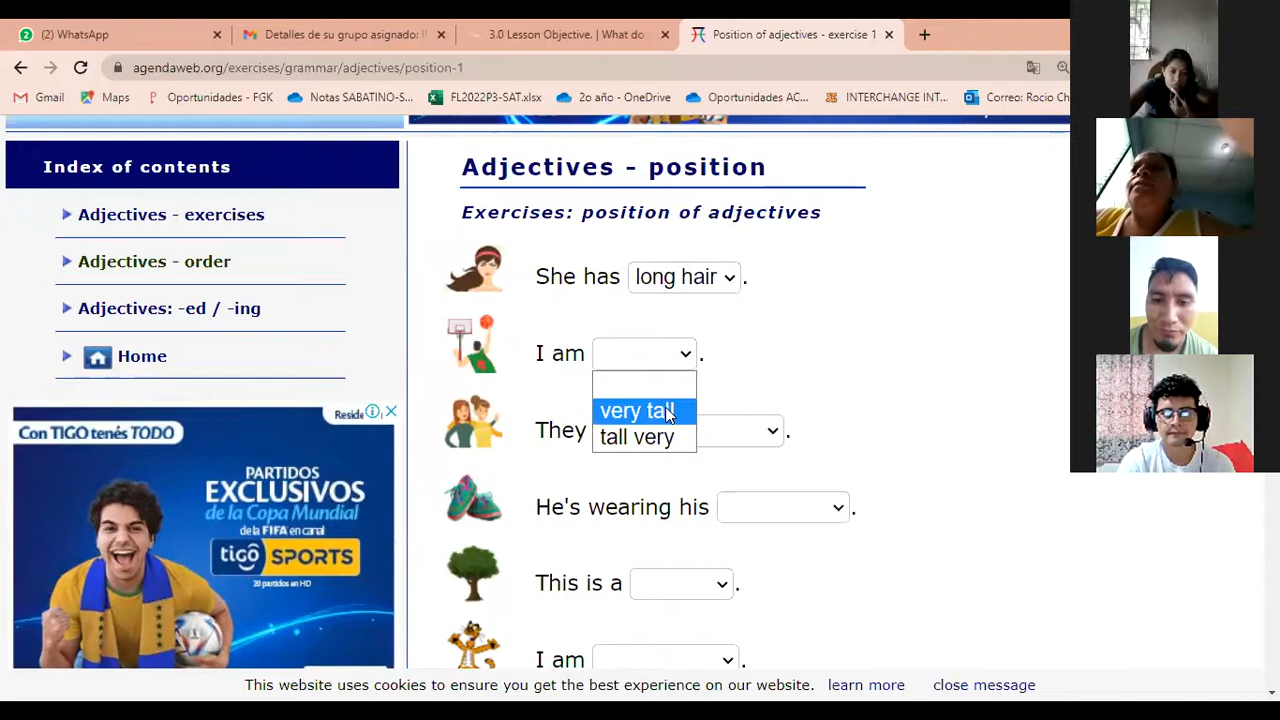 (2) WhatsApp
Detalles de su grupo asignado: I
3.0 Lesson Objective. | What do
Position of adjectives - exercise 1
agendaweb.org/exercises/grammar/adjectives/position-1
Gmail
Maps
Oportunidades - FGK
Notas SABATINO-S...
FL2022P3-SAT.xlsx
2o año - OneDrive
Oportunidades AC...
INTERCHANGE INT...
Correo: Rocio Ch
Index of contents
Adjectives - exercises
Adjectives - order
Adjectives: -ed / -ing
Home
Reside
Con TIGO tenés TODO
PARTIDOS
EXCLUSIVOS
de la Copa Mundial
de la FIFA en canal
tigo SPORTS
20 partidos en HD
Adjectives - position
Exercises: position of adjectives
She has long hair .
I am .
very tall
tall very
They .
He's wearing his .
This is a .
I am .
This website uses cookies to ensure you get the best experience on our website. learn more close message